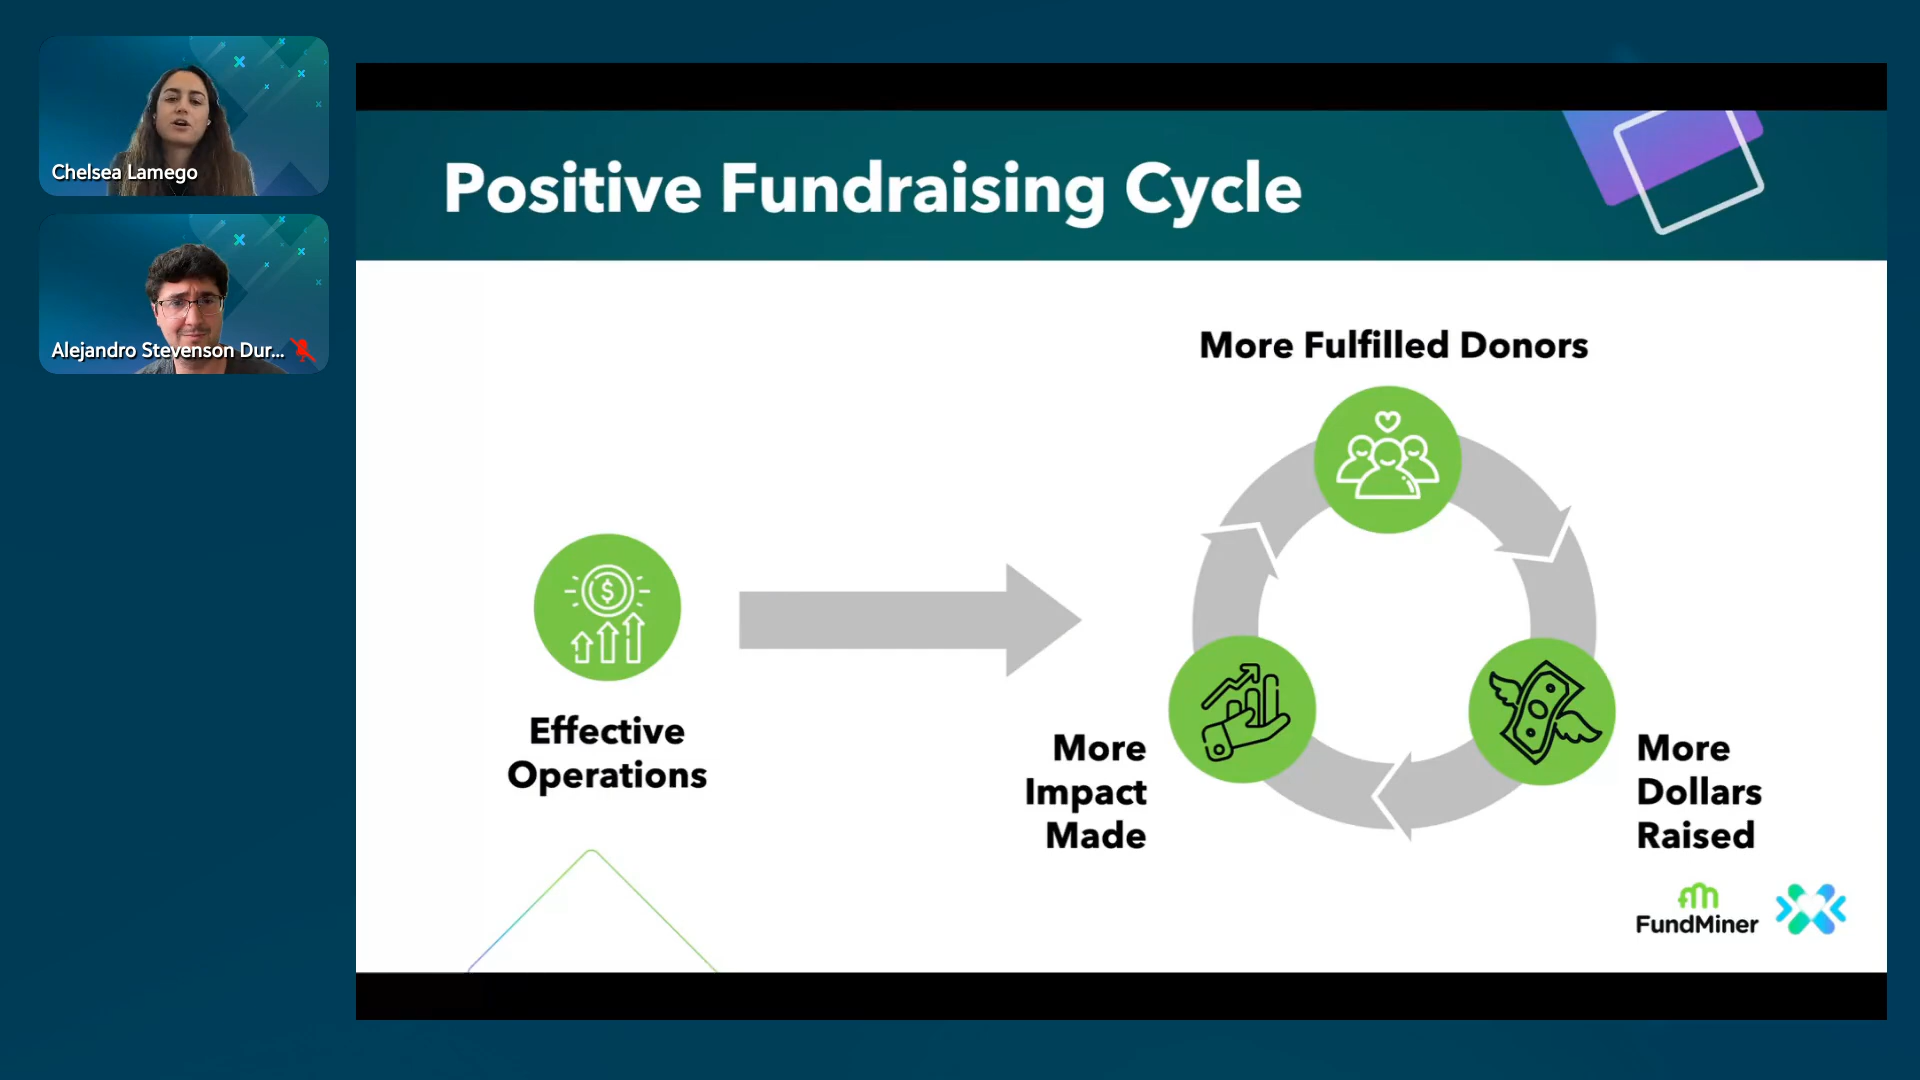 Chelsea Lamego
Alejandro Stevenson Dur...
Positive Fundraising Cycle
More Fulfilled Donors
$
Effective
Operations
More
Impact
Made
More
Dollars
Raised
fm
FundMiner